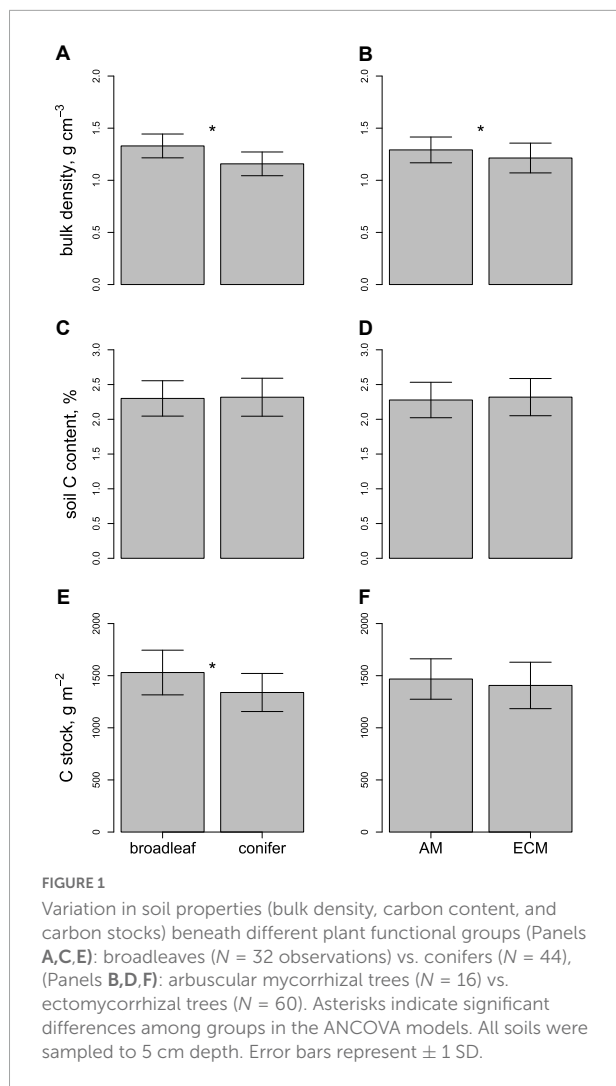 A
B
bulk density, g cm⁻³
2.0
1.5
1.0
0.5
0.0
*
2.0
1.5
1.0
0.5
0.0
*
C
D
soil C content, %
3.0
2.5
2.0
1.5
1.0
0.5
0.0
3.0
2.5
2.0
1.5
1.0
0.5
0.0
E
F
C stock, g m⁻²
2000
1500
1000
500
0
*
2000
1500
1000
500
0
broadleaf conifer
AM ECM
FIGURE 1
Variation in soil properties (bulk density, carbon content, and
carbon stocks) beneath different plant functional groups (Panels
A,C,E): broadleaves (N = 32 observations) vs. conifers (N = 44),
(Panels B,D,F): arbuscular mycorrhizal trees (N = 16) vs.
ectomycorrhizal trees (N = 60). Asterisks indicate significant
differences among groups in the ANCOVA models. All soils were
sampled to 5 cm depth. Error bars represent ± 1 SD.